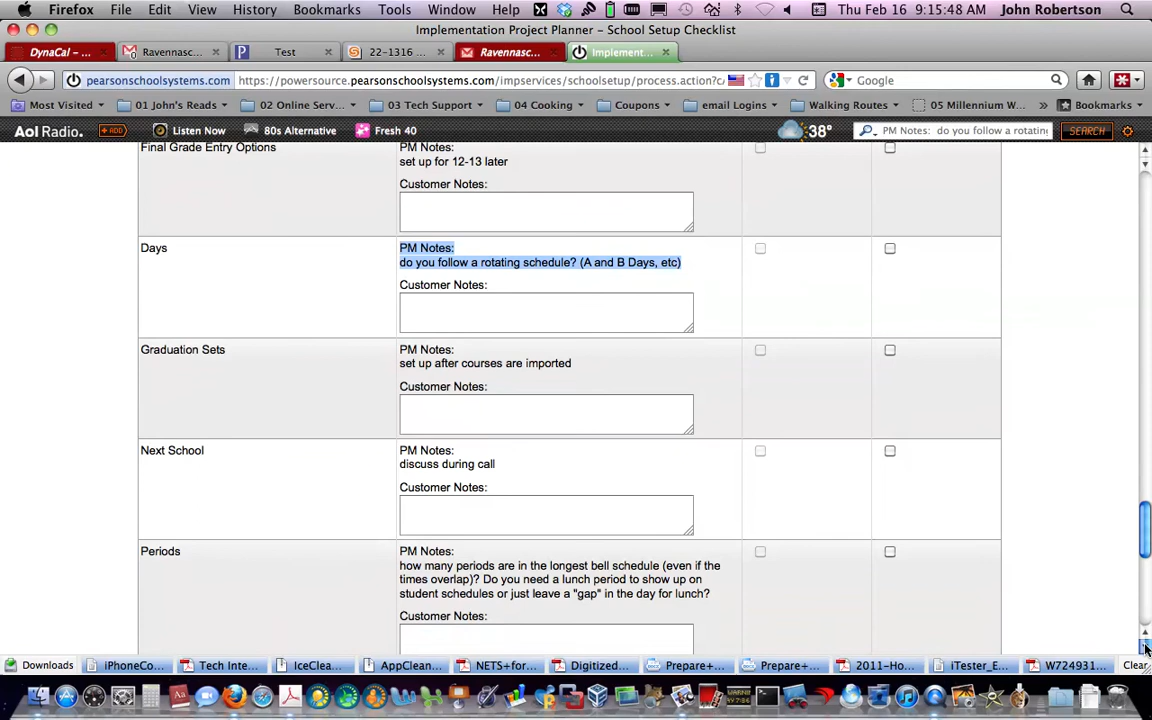 Firefox File Edit View History Bookmarks Tools Window Help Thu Feb 16 9:15:48 AM John Robertson
Implementation Project Planner – School Setup Checklist
DynaCal – ... Ravennasc... Test 22-1316 ... Ravennasc... Implement...
pearsonschoolsystems.com https://powersource.pearsonschoolsystems.com/impservices/schoolsetup/process.action?c Google
Most Visited 01 John's Reads 02 Online Serv... 03 Tech Support 04 Cooking Coupons email Logins Walking Routes 05 Millennium W... » Bookmarks
Aol Radio. +ADD Listen Now 80s Alternative Fresh 40 38° PM Notes: do you follow a rotating SEARCH
Final Grade Entry Options
PM Notes:
set up for 12-13 later
Customer Notes:
Days
PM Notes:
do you follow a rotating schedule? (A and B Days, etc)
Customer Notes:
Graduation Sets
PM Notes:
set up after courses are imported
Customer Notes:
Next School
PM Notes:
discuss during call
Customer Notes:
Periods
PM Notes:
how many periods are in the longest bell schedule (even if the
times overlap)? Do you need a lunch period to show up on
student schedules or just leave a "gap" in the day for lunch?
Customer Notes:
Downloads iPhoneCo... Tech Inte... IceClea... AppClean... NETS+for... Digitized... Prepare+... Prepare+... 2011-Ho... iTester_E... W724931... Clear